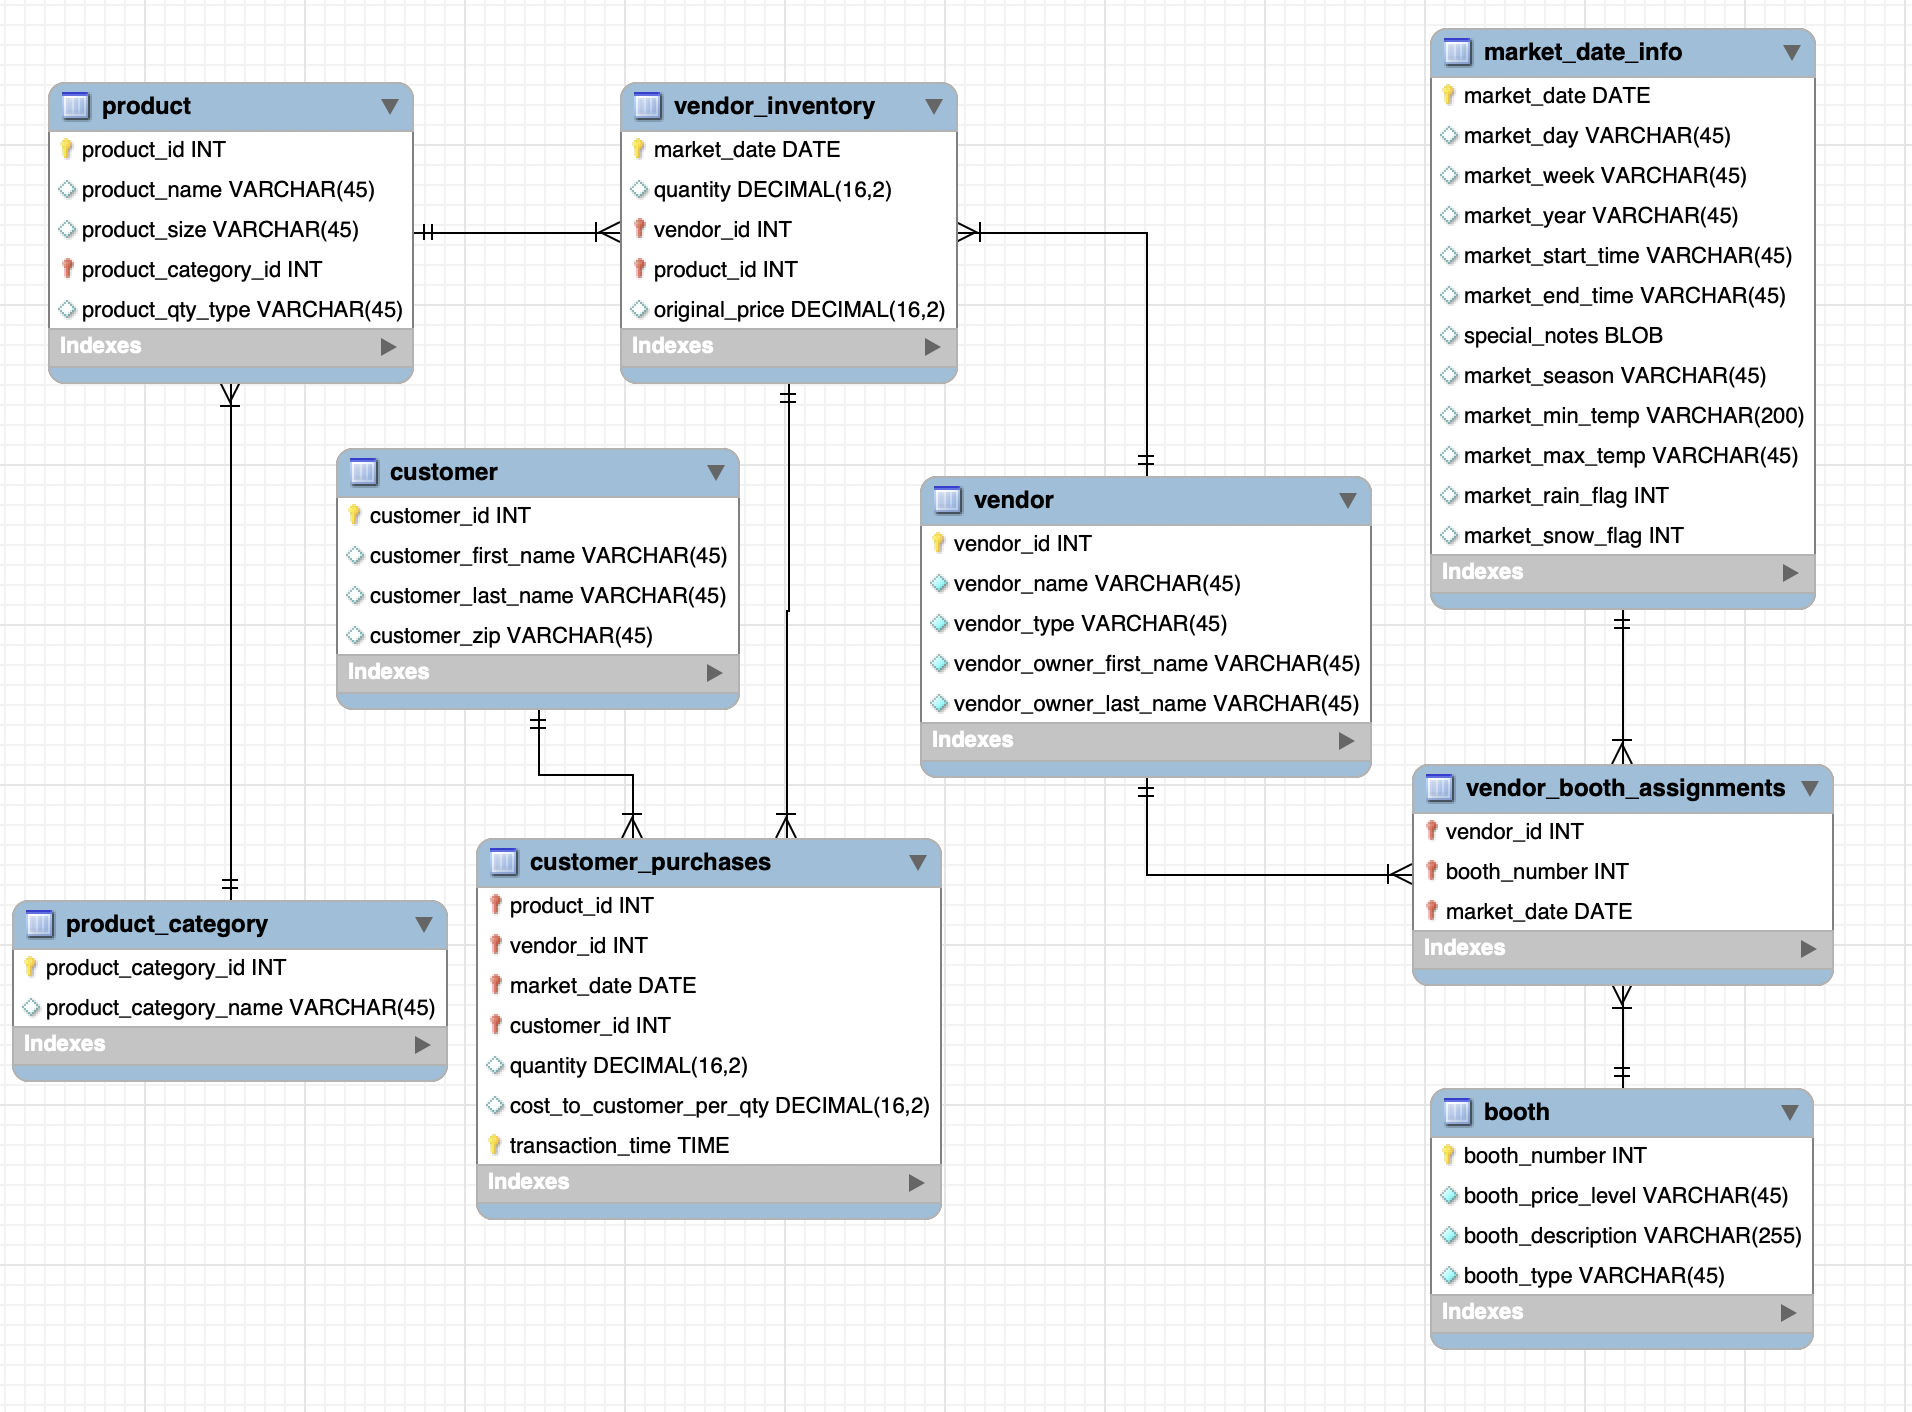 product
product_id INT
product_name VARCHAR(45)
product_size VARCHAR(45)
product_category_id INT
product_qty_type VARCHAR(45)
Indexes
vendor_inventory
market_date DATE
quantity DECIMAL(16,2)
vendor_id INT
product_id INT
original_price DECIMAL(16,2)
Indexes
market_date_info
market_date DATE
market_day VARCHAR(45)
market_week VARCHAR(45)
market_year VARCHAR(45)
market_start_time VARCHAR(45)
market_end_time VARCHAR(45)
special_notes BLOB
market_season VARCHAR(45)
market_min_temp VARCHAR(200)
market_max_temp VARCHAR(45)
market_rain_flag INT
market_snow_flag INT
Indexes
customer
customer_id INT
customer_first_name VARCHAR(45)
customer_last_name VARCHAR(45)
customer_zip VARCHAR(45)
Indexes
vendor
vendor_id INT
vendor_name VARCHAR(45)
vendor_type VARCHAR(45)
vendor_owner_first_name VARCHAR(45)
vendor_owner_last_name VARCHAR(45)
Indexes
vendor_booth_assignments
vendor_id INT
booth_number INT
market_date DATE
Indexes
product_category
product_category_id INT
product_category_name VARCHAR(45)
Indexes
customer_purchases
product_id INT
vendor_id INT
market_date DATE
customer_id INT
quantity DECIMAL(16,2)
cost_to_customer_per_qty DECIMAL(16,2)
transaction_time TIME
Indexes
booth
booth_number INT
booth_price_level VARCHAR(45)
booth_description VARCHAR(255)
booth_type VARCHAR(45)
Indexes